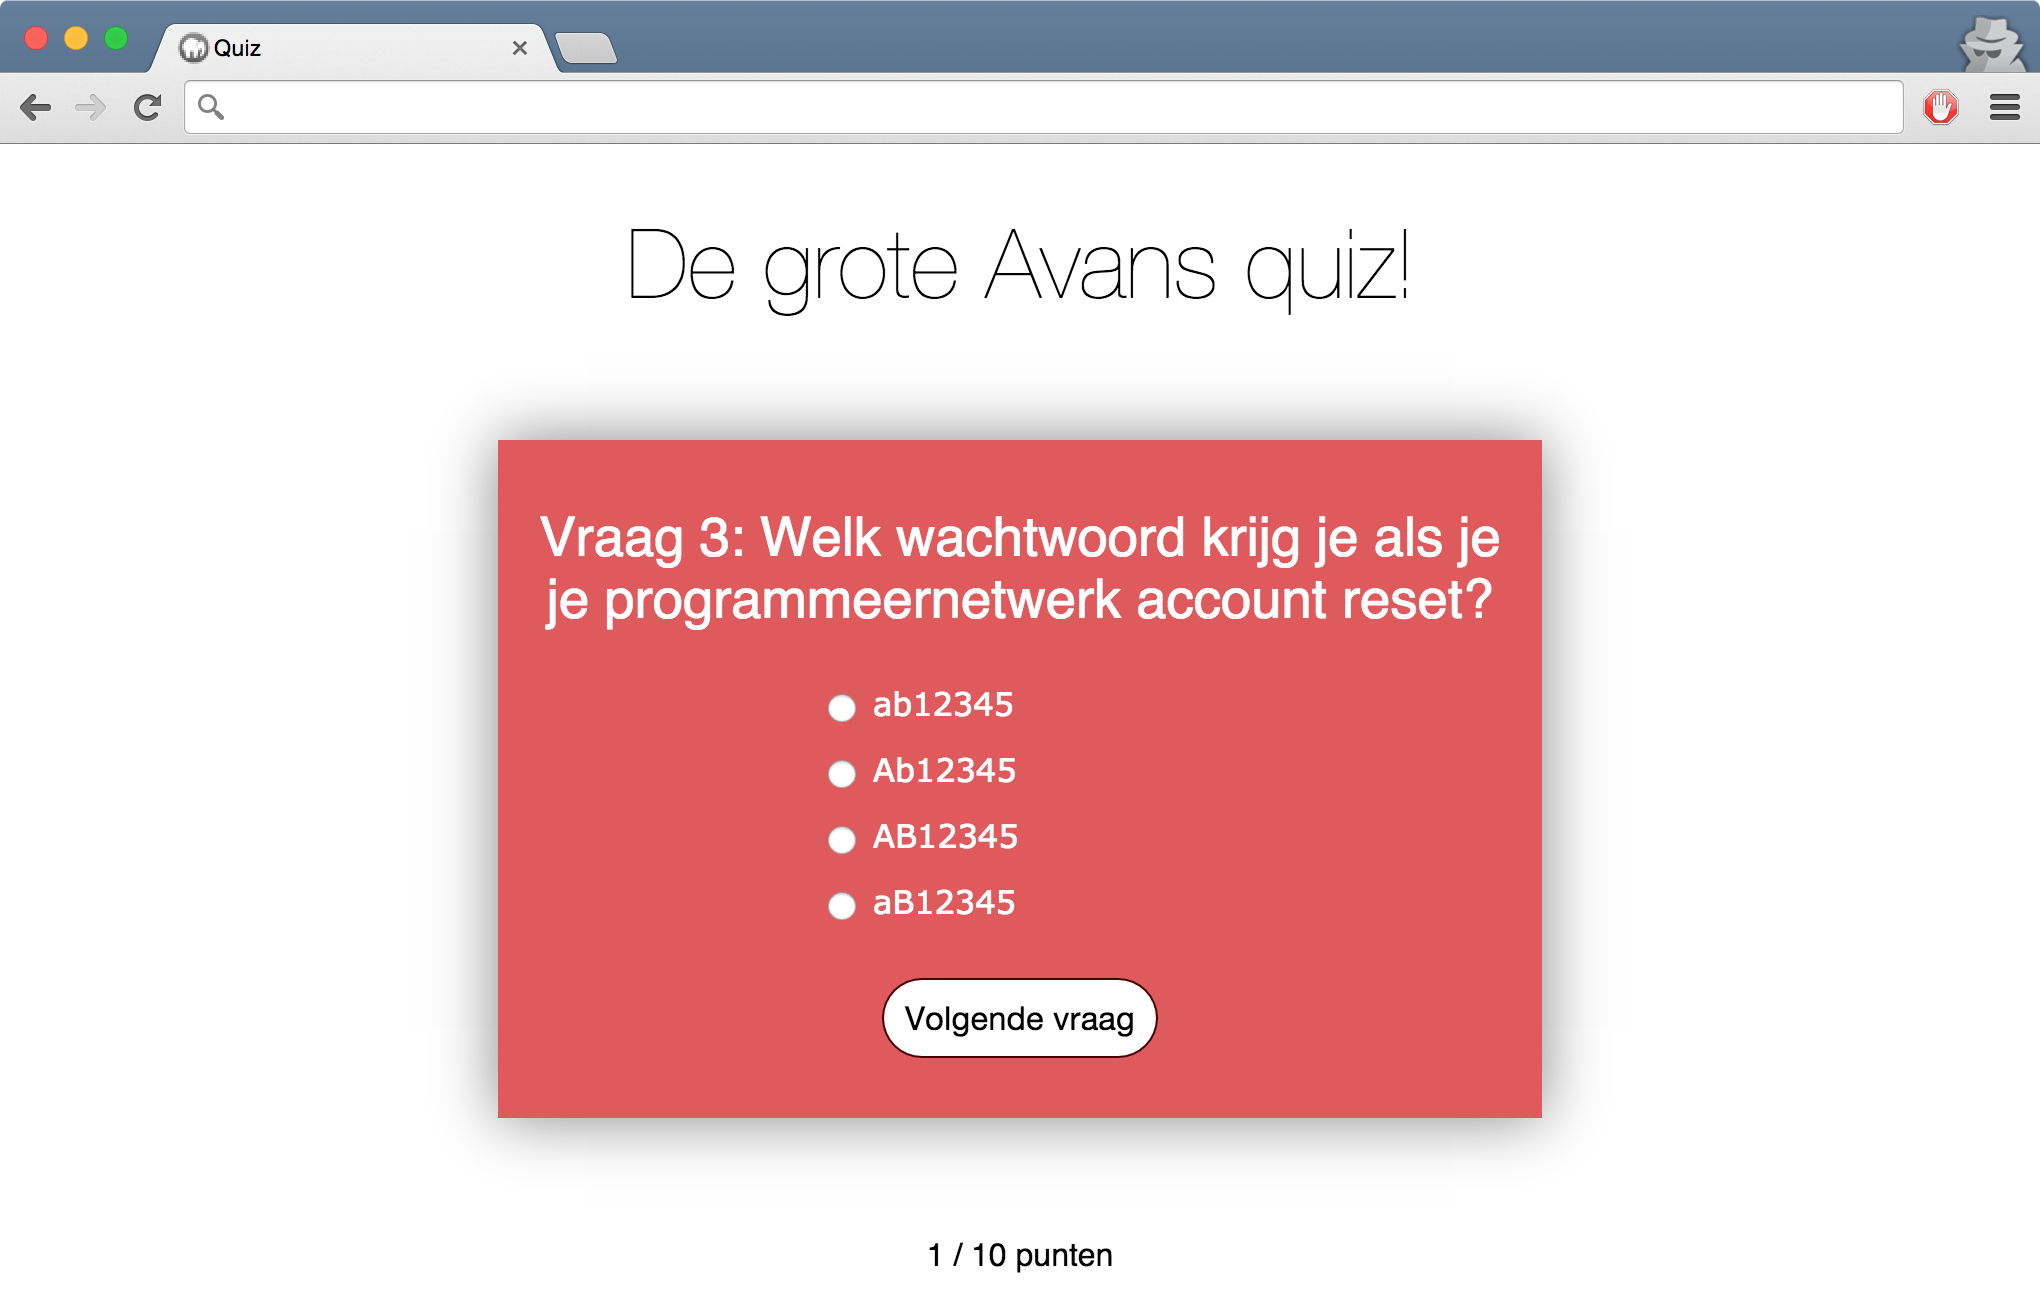 Quiz
De grote Avans quiz!
Vraag 3: Welk wachtwoord krijg je als je
je programmeernetwerk account reset?
ab12345
Ab12345
AB12345
aB12345
Volgende vraag
1 / 10 punten